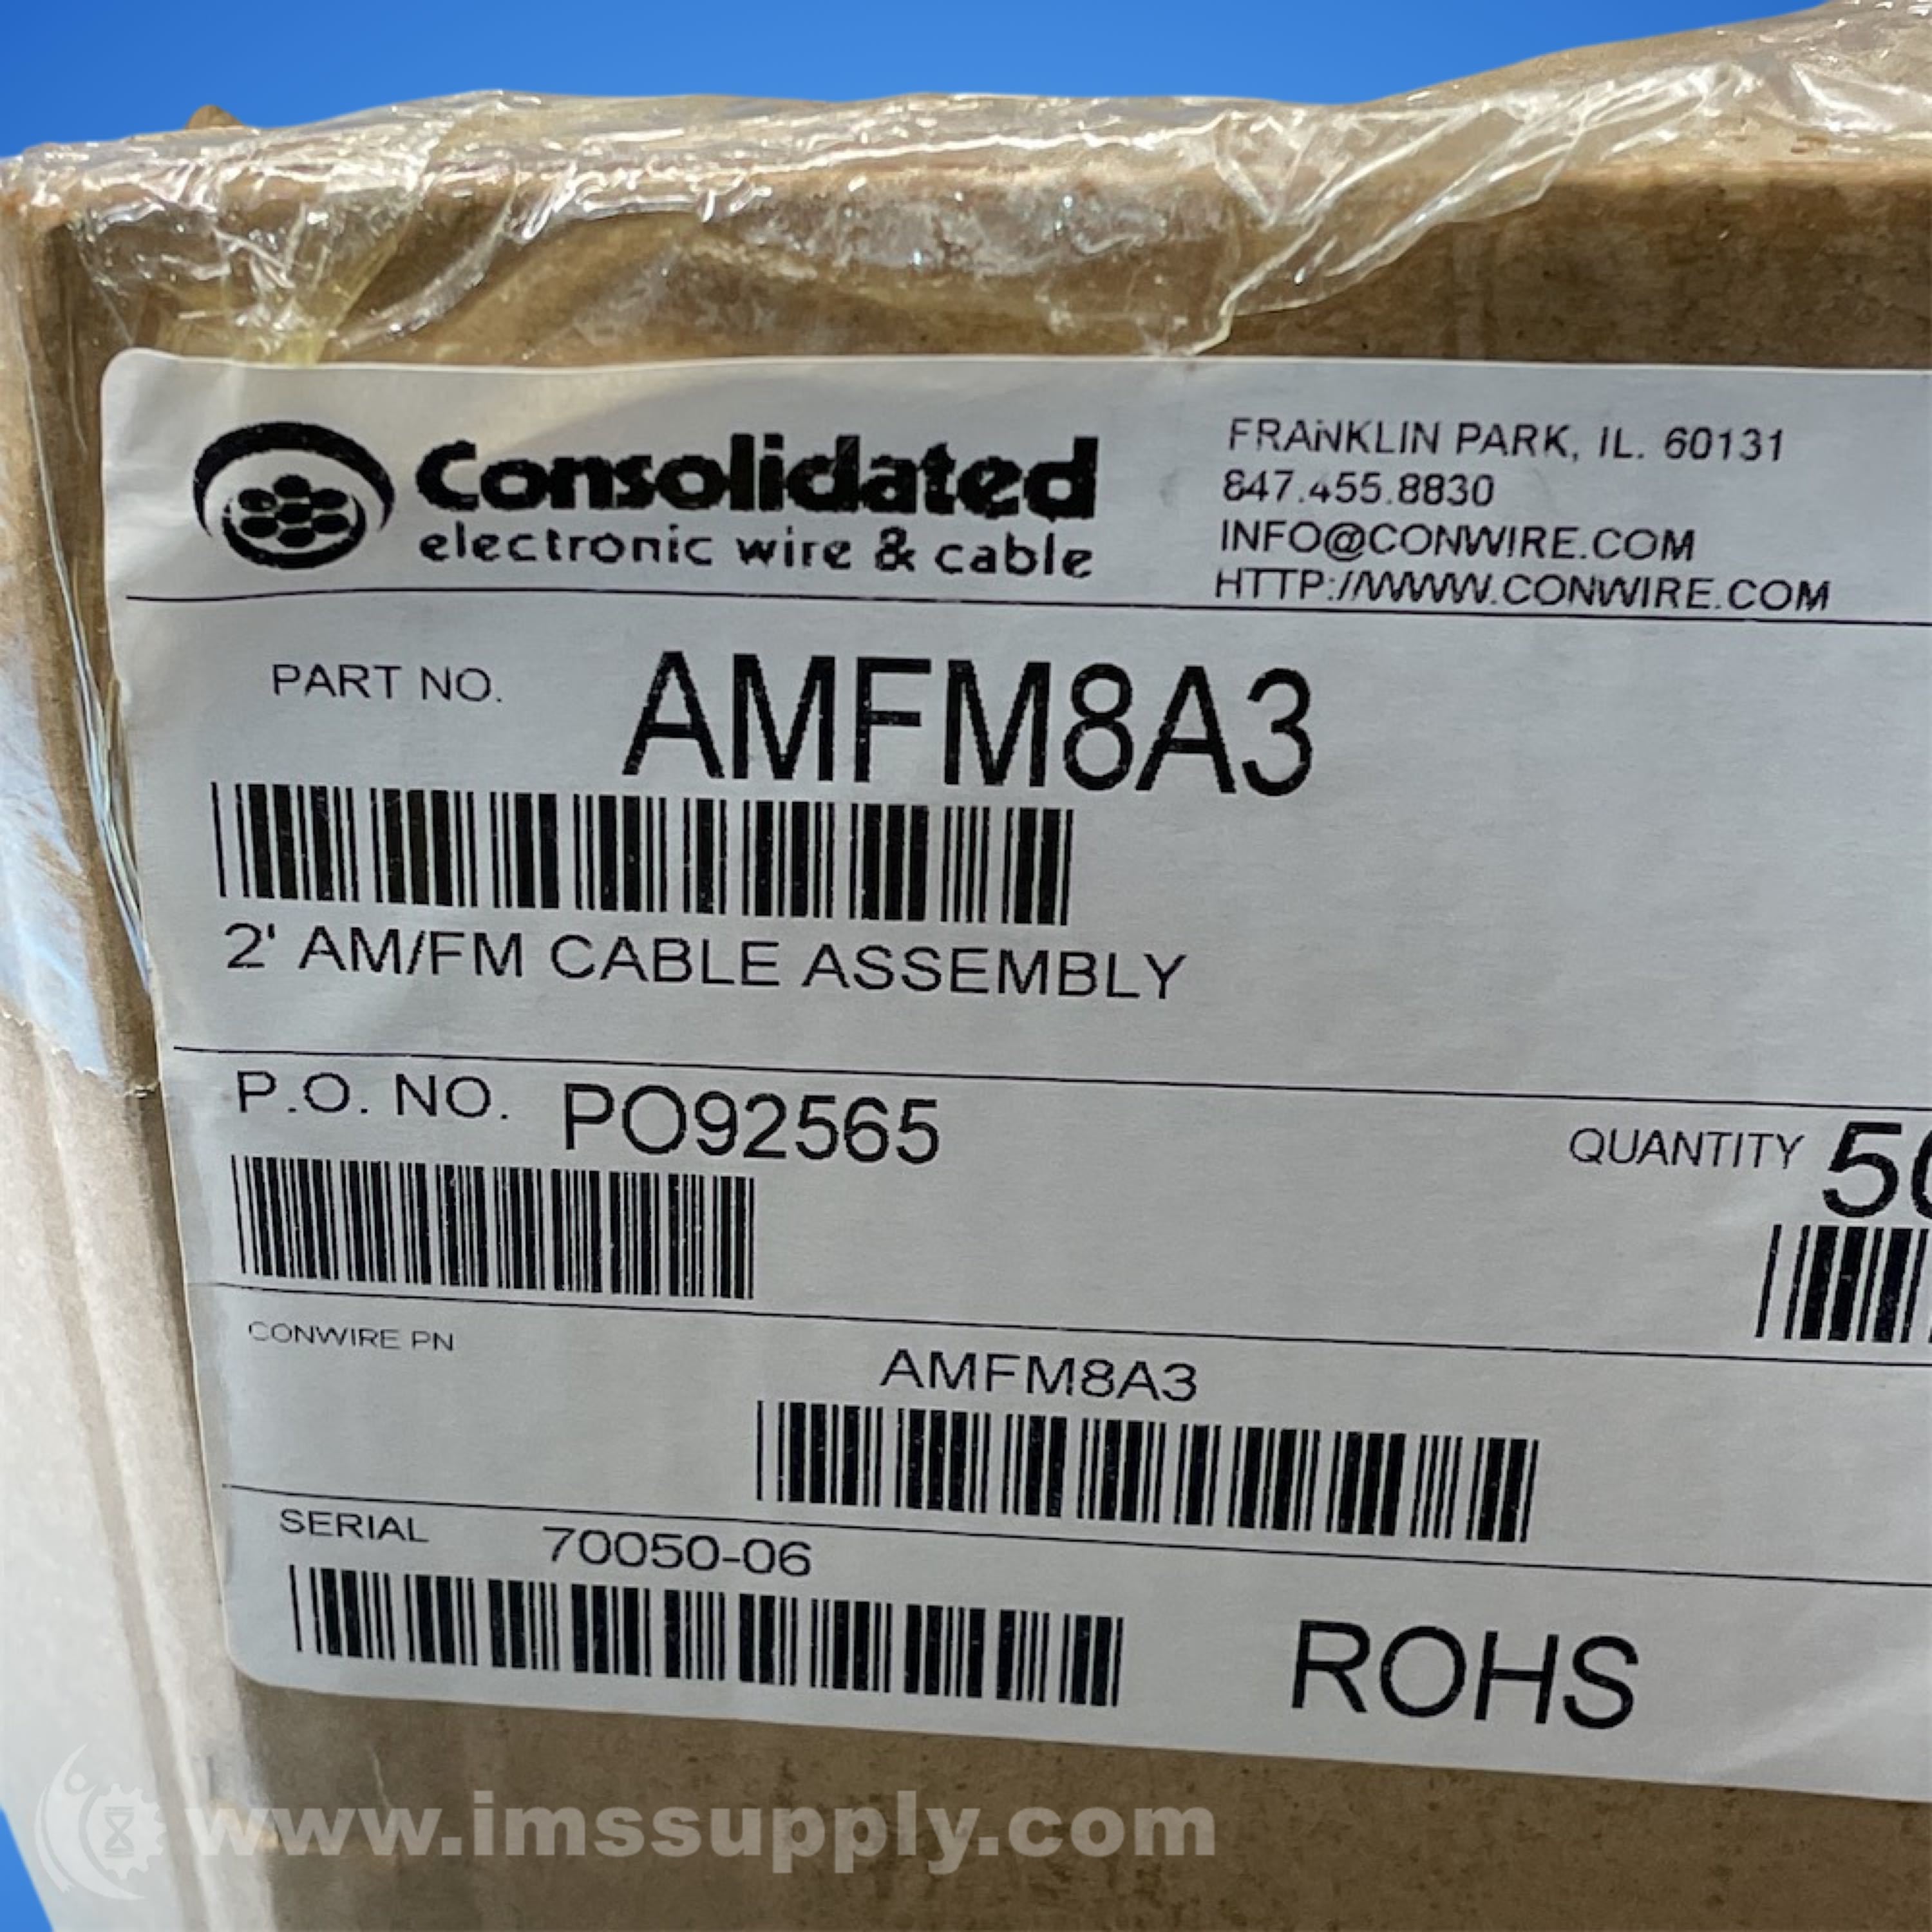 Consolidated
electronic wire & cable
FRANKLIN PARK, IL. 60131
847.455.8830
INFO@CONWIRE.COM
HTTP://WWW.CONWIRE.COM
PART NO. AMFM8A3
2' AM/FM CABLE ASSEMBLY
P.O. NO. PO92565
QUANTITY
CONWIRE PN
AMFM8A3
SERIAL 70050-06
ROHS
www.imssupply.com